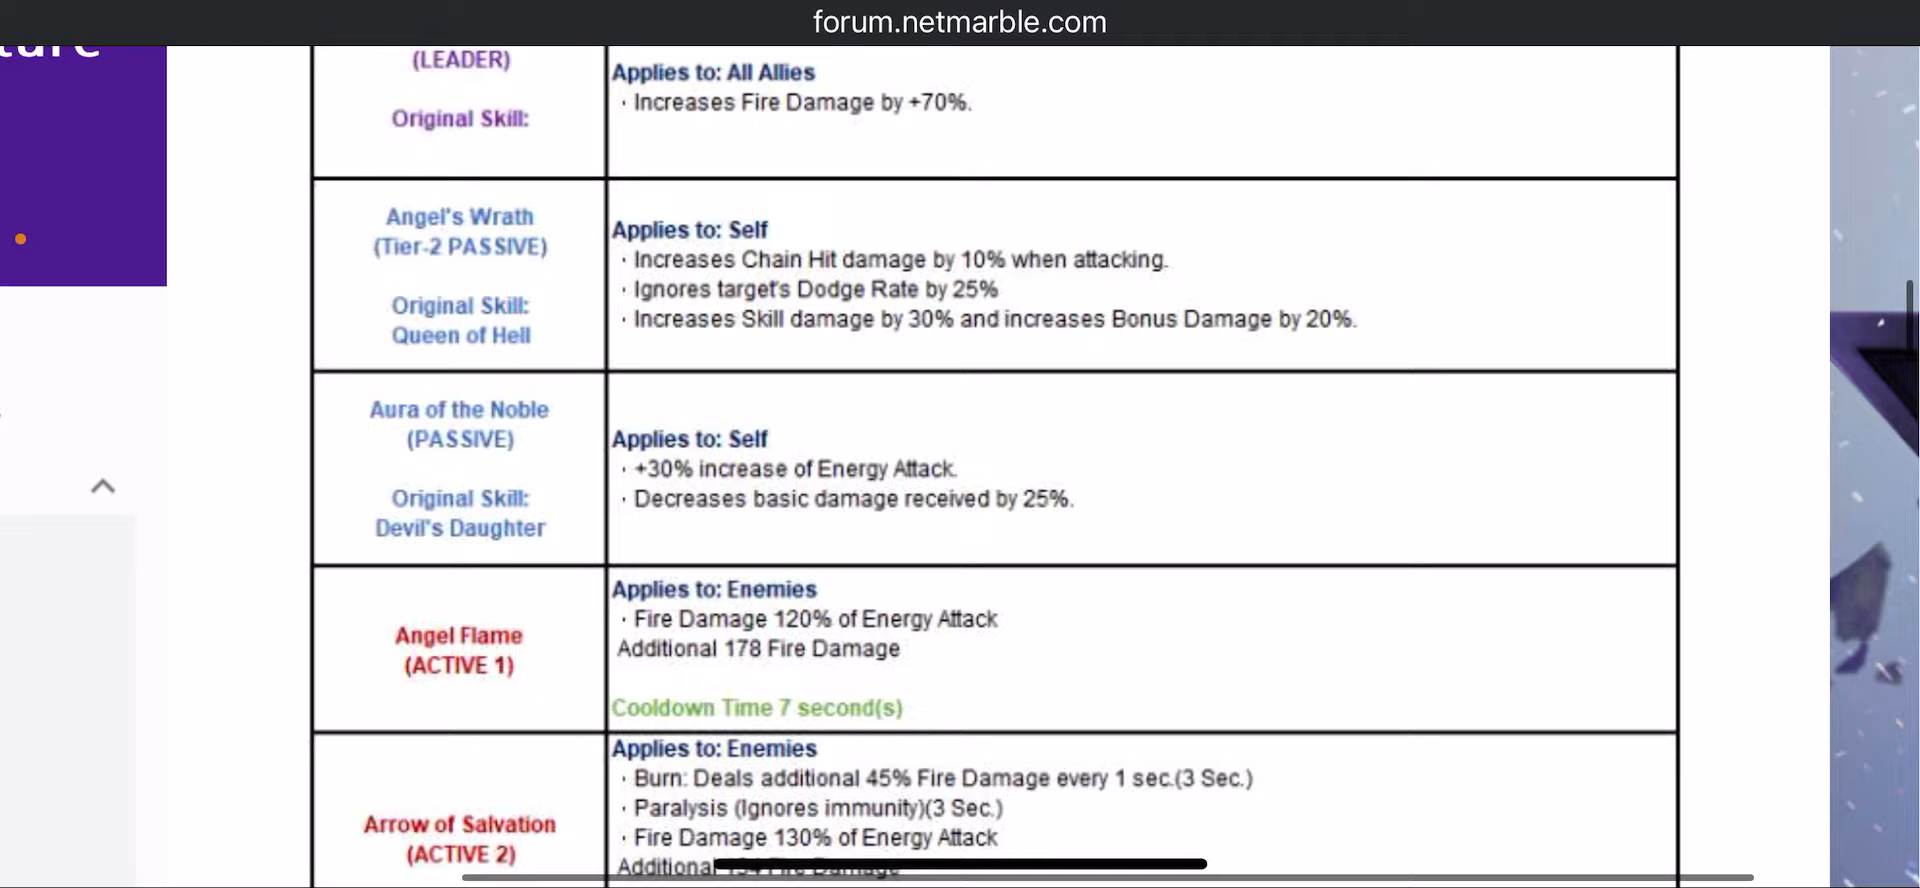 forum.netmarble.com
(LEADER)
Original Skill:
Applies to: All Allies
· Increases Fire Damage by +70%.
Angel's Wrath
(Tier-2 PASSIVE)
Original Skill:
Queen of Hell
Applies to: Self
· Increases Chain Hit damage by 10% when attacking.
· Ignores target's Dodge Rate by 25%
· Increases Skill damage by 30% and increases Bonus Damage by 20%.
Aura of the Noble
(PASSIVE)
Original Skill:
Devil's Daughter
Applies to: Self
· +30% increase of Energy Attack.
· Decreases basic damage received by 25%.
Angel Flame
(ACTIVE 1)
Applies to: Enemies
· Fire Damage 120% of Energy Attack
Additional 178 Fire Damage
Cooldown Time 7 second(s)
Arrow of Salvation
(ACTIVE 2)
Applies to: Enemies
· Burn: Deals additional 45% Fire Damage every 1 sec.(3 Sec.)
· Paralysis (Ignores immunity)(3 Sec.)
· Fire Damage 130% of Energy Attack
Additional Fire Damage